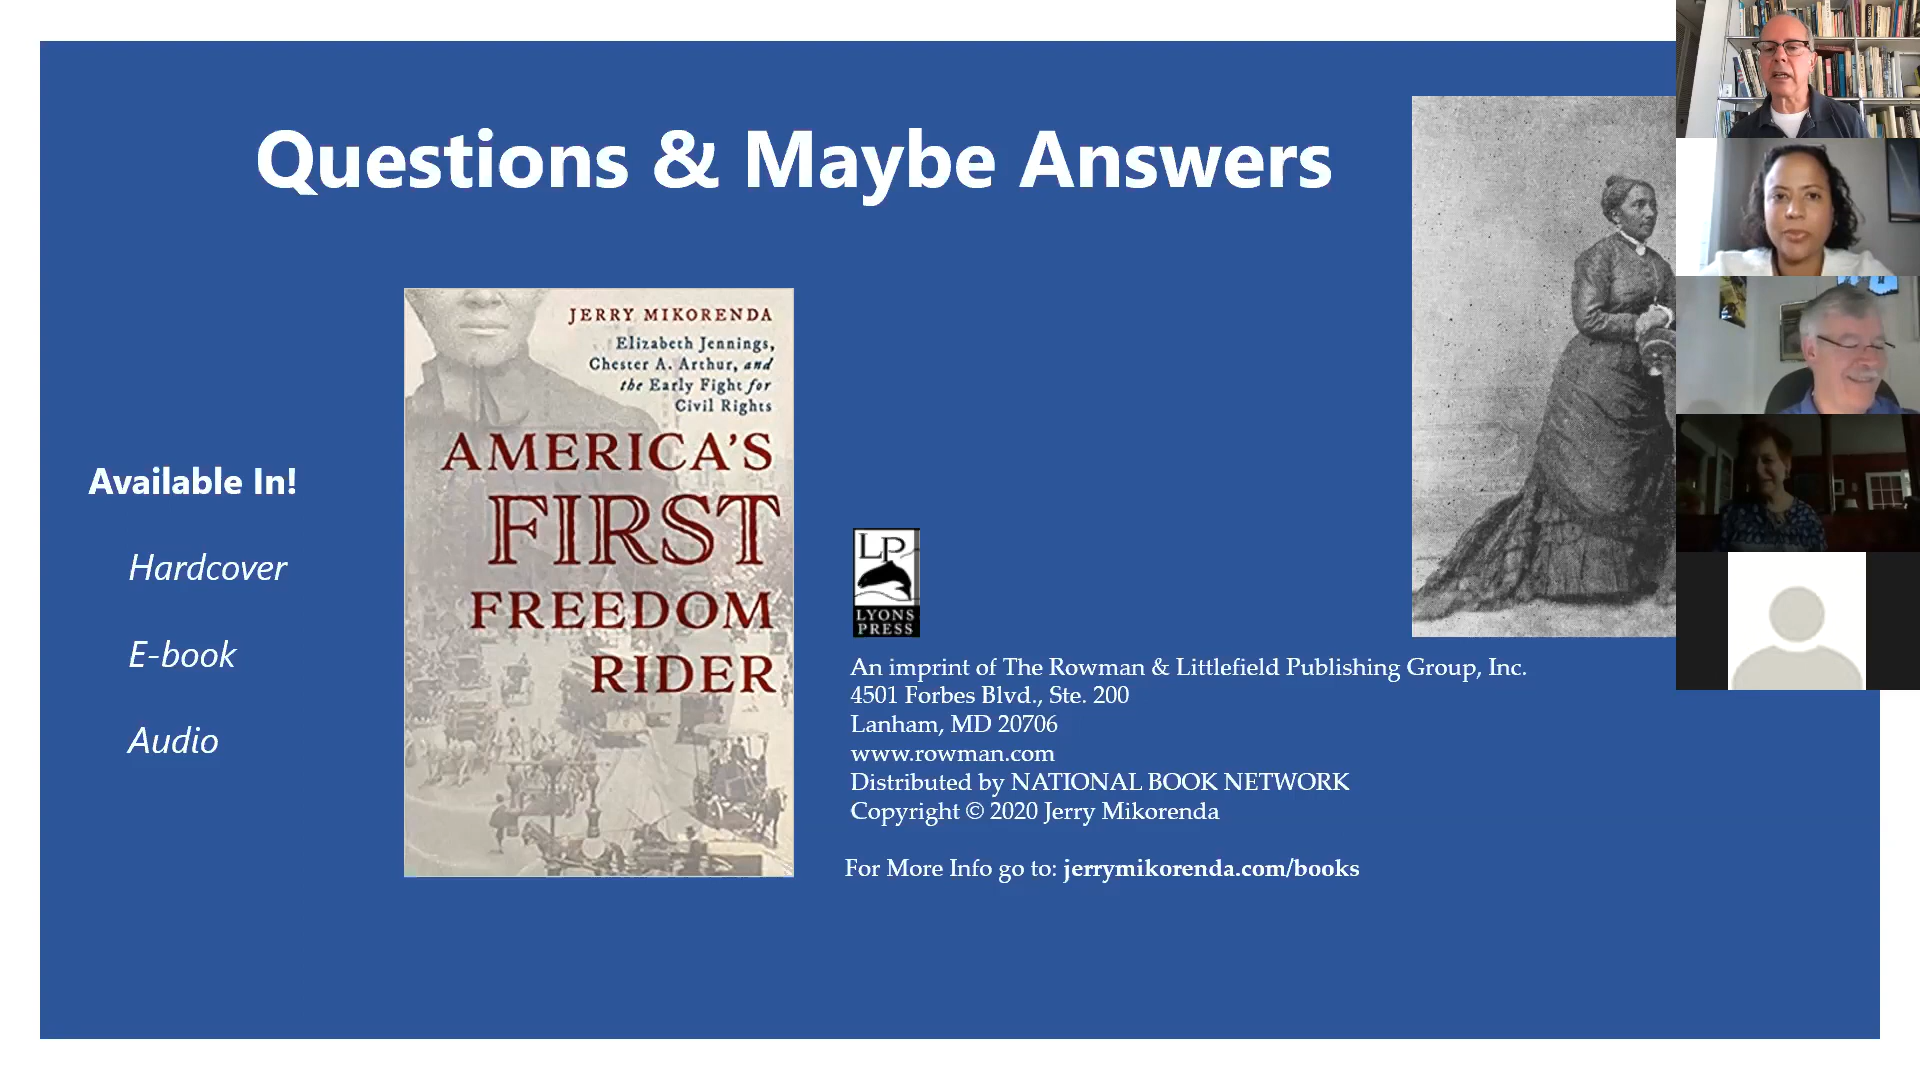 Questions & Maybe Answers
JERRY MIKORENDA
Elizabeth Jennings,
Chester A. Arthur, and
the Early Fight for
Civil Rights
AMERICA'S
FIRST
FREEDOM
RIDER
Available In!
Hardcover
E-book
Audio
LP
LYONS
PRESS
An imprint of The Rowman & Littlefield Publishing Group, Inc.
4501 Forbes Blvd., Ste. 200
Lanham, MD 20706
www.rowman.com
Distributed by NATIONAL BOOK NETWORK
Copyright © 2020 Jerry Mikorenda
For More Info go to: jerrymikorenda.com/books